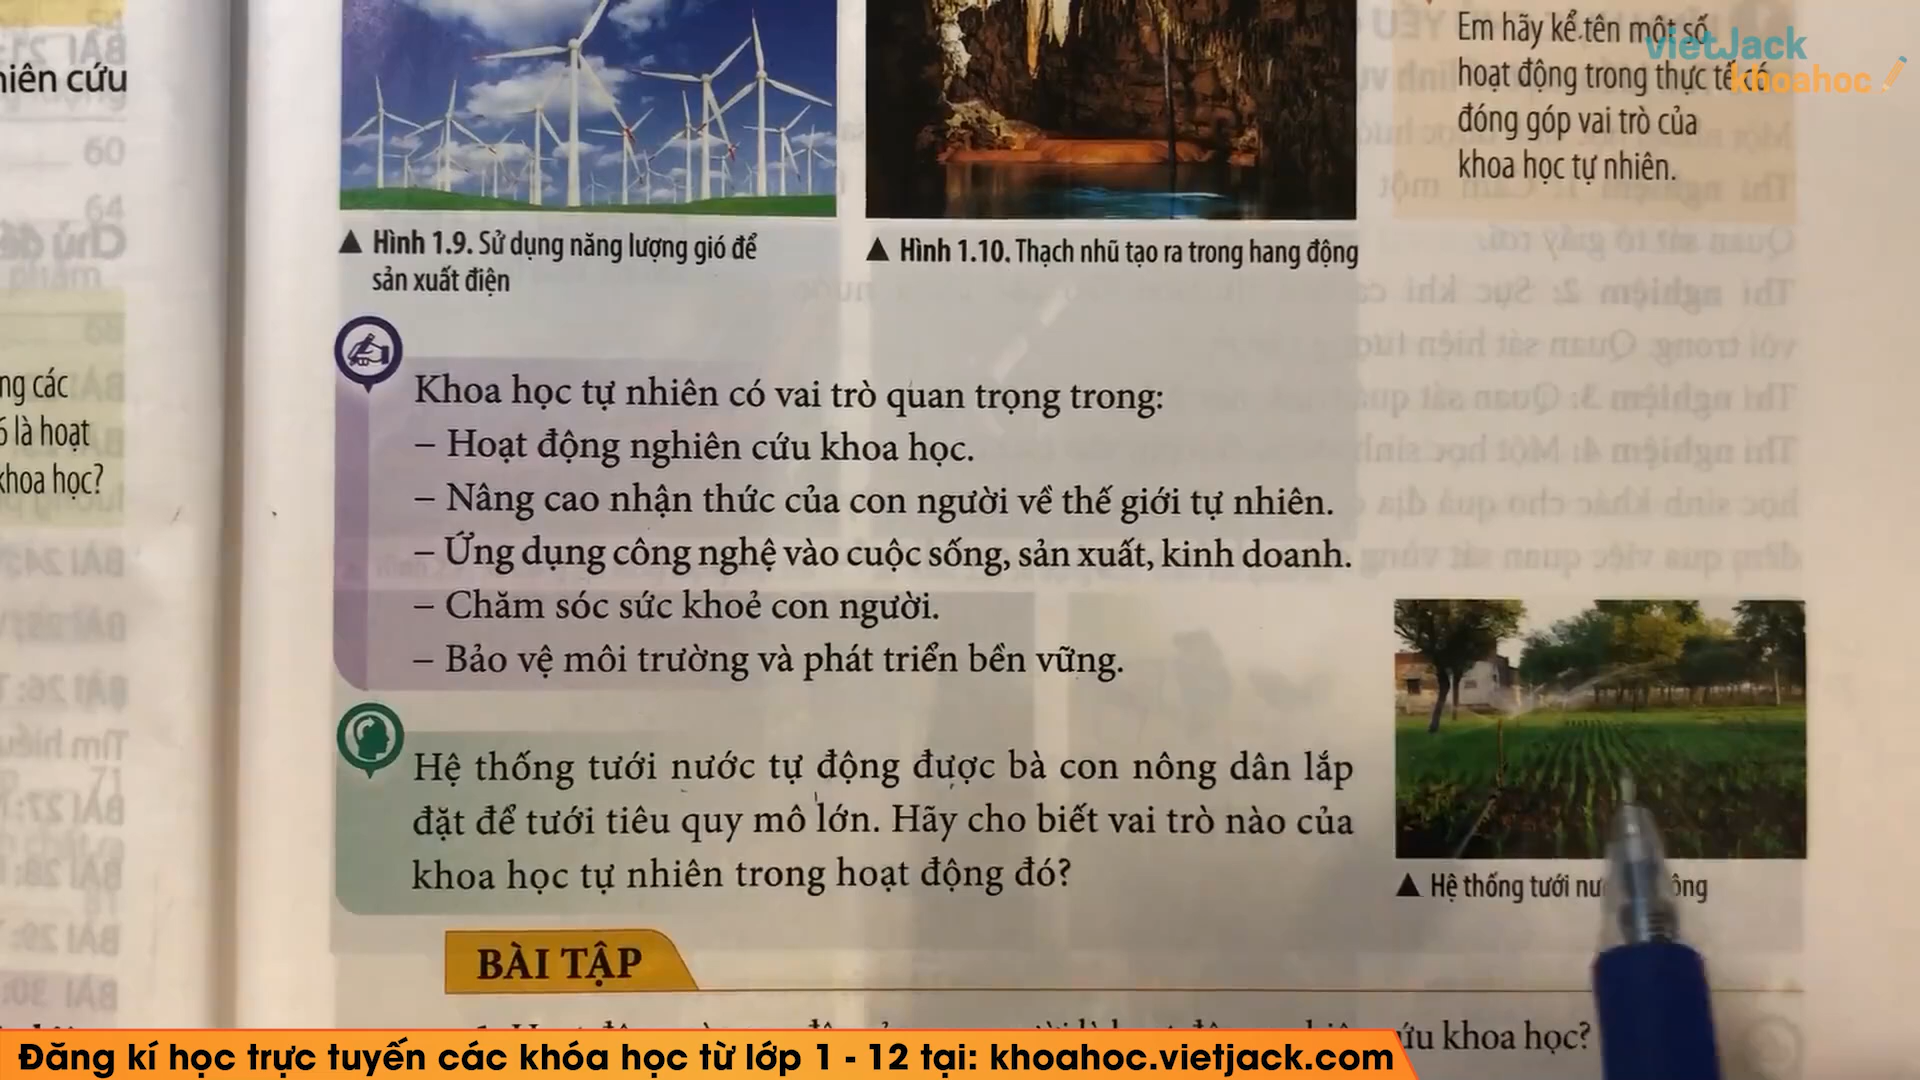 hiên cứu
ng các
là hoạt
khoa học?
Em hãy kể tên một số
hoạt động trong thực tế có
đóng góp vai trò của
khoa học tự nhiên.
vietJack
khoahoc
▲ Hình 1.9. Sử dụng năng lượng gió để
sản xuất điện
▲ Hình 1.10. Thạch nhũ tạo ra trong hang động
Khoa học tự nhiên có vai trò quan trọng trong:
– Hoạt động nghiên cứu khoa học.
– Nâng cao nhận thức của con người về thế giới tự nhiên.
– Ứng dụng công nghệ vào cuộc sống, sản xuất, kinh doanh.
– Chăm sóc sức khoẻ con người.
– Bảo vệ môi trường và phát triển bền vững.
Hệ thống tưới nước tự động được bà con nông dân lắp
đặt để tưới tiêu quy mô lớn. Hãy cho biết vai trò nào của
khoa học tự nhiên trong hoạt động đó?
▲ Hệ thống tưới
BÀI TẬP
cứu khoa học?
Đăng kí học trực tuyến các khóa học từ lớp 1 - 12 tại: khoahoc.vietjack.com